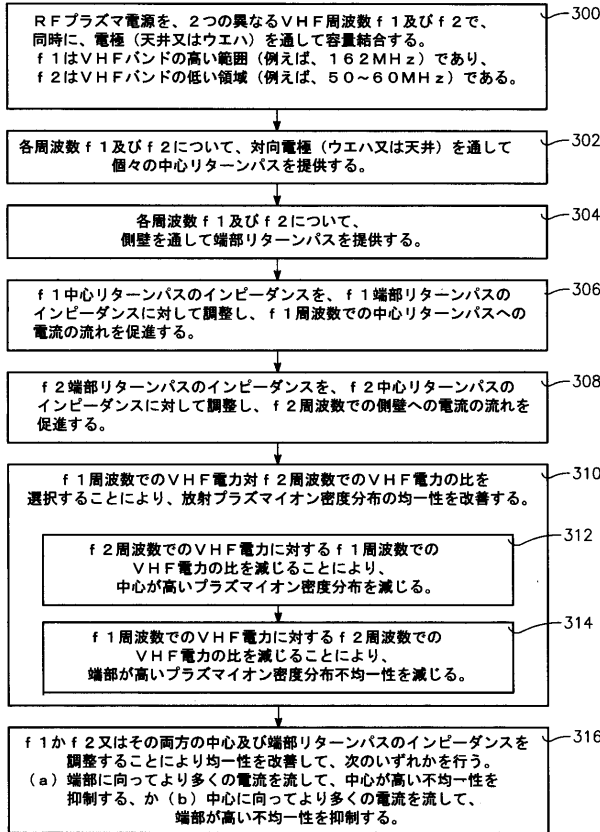 RFプラズマ電源を、2つの異なるVHF周波数f1及びf2で、
同時に、電極(天井又はウエハ)を通して容量結合する。
f1はVHFバンドの高い範囲(例えば、162MHz)であり、
f2はVHFバンドの低い領域(例えば、50~60MHz)である。
300
各周波数f1及びf2について、対向電極(ウエハ又は天井)を通して
個々の中心リターンパスを提供する。
302
各周波数f1及びf2について、
側壁を通して端部リターンパスを提供する。
304
f1中心リターンパスのインピーダンスを、f1端部リターンパスの
インピーダンスに対して調整し、f1周波数での中心リターンパスへの
電流の流れを促進する。
306
f2端部リターンパスのインピーダンスを、f2中心リターンパスの
インピーダンスに対して調整し、f2周波数での側壁への電流の流れを
促進する。
308
f1周波数でのVHF電力対f2周波数でのVHF電力の比を
選択することにより、放射プラズマイオン密度分布の均一性を改善する。
310
f2周波数でのVHF電力に対するf1周波数での
VHF電力の比を減じることにより、
中心が高いプラズマイオン密度分布を減じる。
312
f1周波数でのVHF電力に対するf2周波数での
VHF電力の比を減じることにより、
端部が高いプラズマイオン密度分布不均一性を減じる。
314
f1かf2又はその両方の中心及び端部リターンパスのインピーダンスを
調整することにより均一性を改善して、次のいずれかを行う。
(a)端部に向ってより多くの電流を流して、中心が高い不均一性を
抑制する、か(b)中心に向ってより多くの電流を流して、
端部が高い不均一性を抑制する。
316